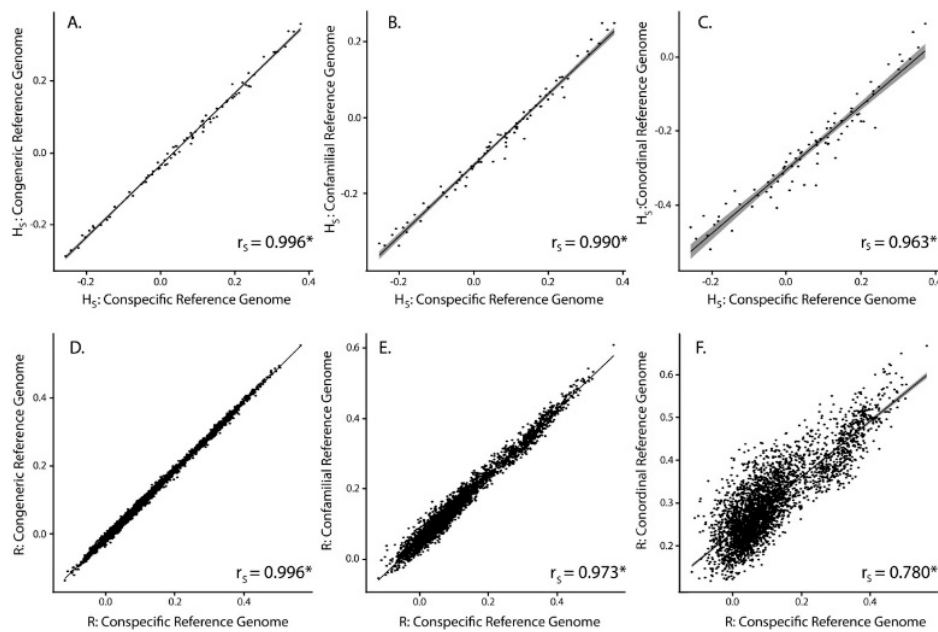 A.
H_S: Congeneric Reference Genome
0.2
0.0
-0.2
r_S = 0.996*
-0.2 0.0 0.2 0.4
H_S: Conspecific Reference Genome
B.
H_S: Confamilial Reference Genome
0.2
0.0
-0.2
r_S = 0.990*
-0.2 0.0 0.2 0.4
H_S: Conspecific Reference Genome
C.
H_S:Conordinal Reference Genome
0.0
-0.2
-0.4
r_S = 0.963*
-0.2 0.0 0.2 0.4
H_S: Conspecific Reference Genome
D.
R: Congeneric Reference Genome
0.4
0.2
0.0
r_S = 0.996*
0.0 0.2 0.4
R: Conspecific Reference Genome
E.
R: Confamilial Reference Genome
0.6
0.4
0.2
0.0
r_S = 0.973*
0.0 0.2 0.4
R: Conspecific Reference Genome
F.
R: Conordinal Reference Genome
0.6
0.5
0.4
0.3
0.2
r_S = 0.780*
0.0 0.2 0.4
R: Conspecific Reference Genome